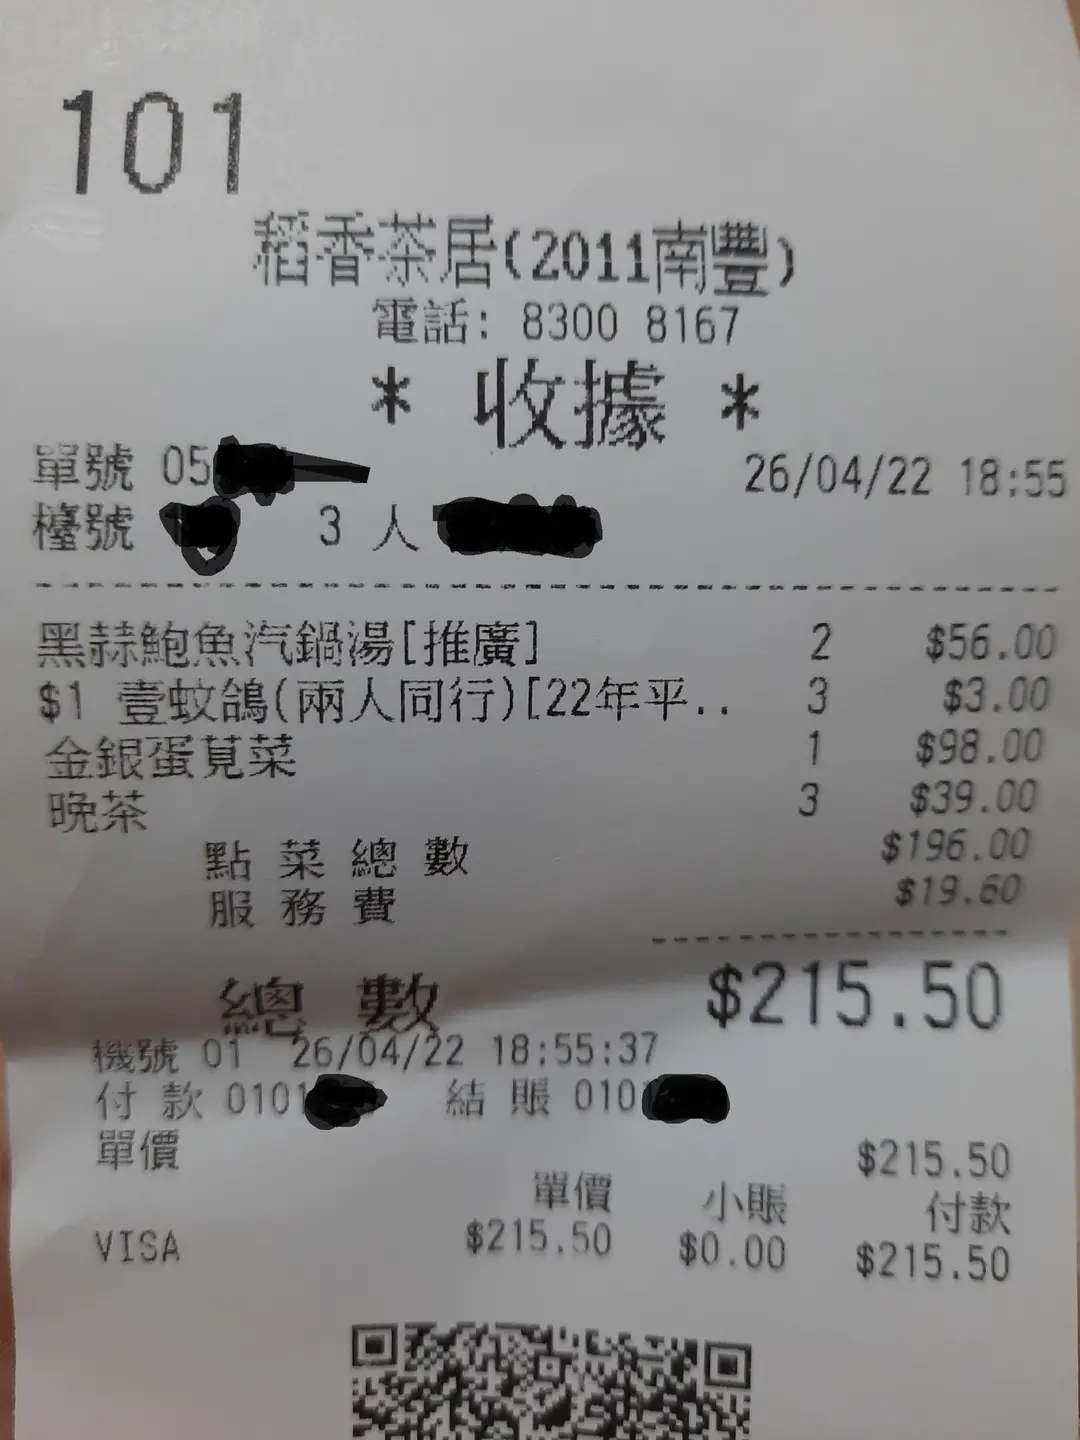 101
稻香茶居(2011南豐)
電話: 8300 8167
* 收據 *
單號 05 26/04/22 18:55
檯號 3 人
黑蒜鮑魚汽鍋湯[推廣] 2 $56.00
$1 壹蚊鴿(兩人同行)[22年平.. 3 $3.00
金銀蛋莧菜 1 $98.00
晚茶 3 $39.00
點菜總數 $196.00
服務費 $19.60
總數 $215.50
機號 01 26/04/22 18:55:37
付款 0101 結賬 010
單價 $215.50
單價 小賬 付款
VISA $215.50 $0.00 $215.50